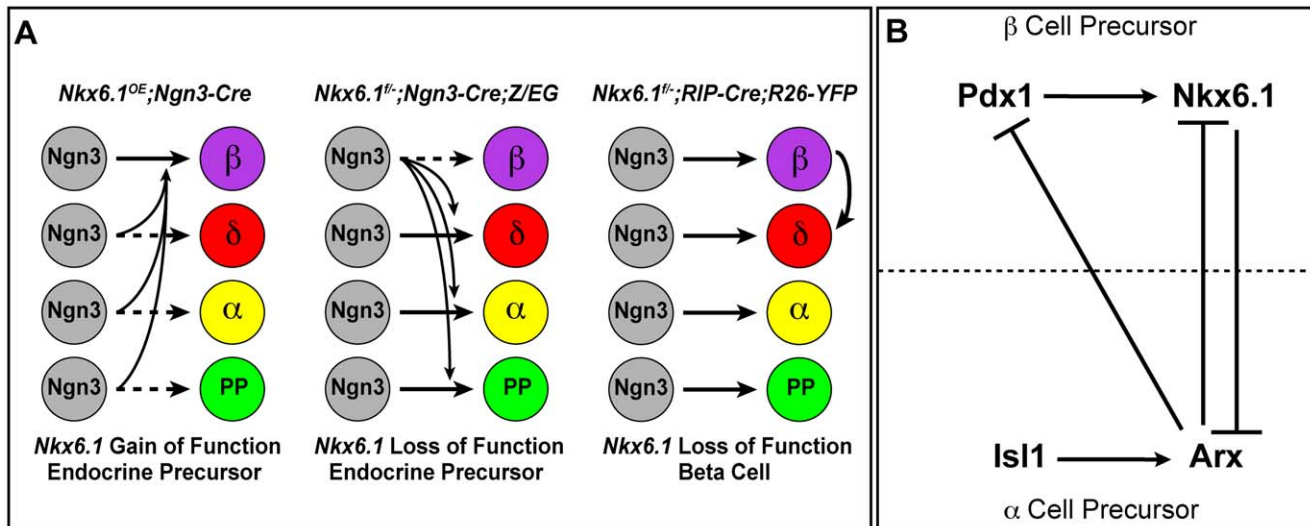 A
Nkx6.1OE;Ngn3-Cre
Ngn3 β
Ngn3 δ
Ngn3 α
Ngn3 PP
Nkx6.1 Gain of Function
Endocrine Precursor
Nkx6.1f/-;Ngn3-Cre;Z/EG
Ngn3 β
Ngn3 δ
Ngn3 α
Ngn3 PP
Nkx6.1 Loss of Function
Endocrine Precursor
Nkx6.1f/-;RIP-Cre;R26-YFP
Ngn3 β
Ngn3 δ
Ngn3 α
Ngn3 PP
Nkx6.1 Loss of Function
Beta Cell
B
β Cell Precursor
Pdx1 Nkx6.1
Isl1 Arx
α Cell Precursor